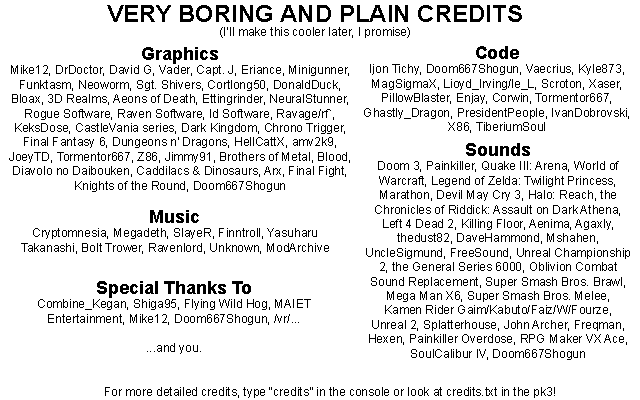 VERY BORING AND PLAIN CREDITS
(I'll make this cooler later, I promise)
Graphics
Mike12, DrDoctor, David G, Vader, Capt. J, Eriance, Minigunner,
Funktasm, Neoworm, Sgt. Shivers, Cortlong50, DonaldDuck,
Bloax, 3D Realms, Aeons of Death, Ettingrinder, NeuralStunner,
Rogue Software, Raven Software, Id Software, Ravage/rf`,
KeksDose, CastleVania series, Dark Kingdom, Chrono Trigger,
Final Fantasy 6, Dungeons n' Dragons, HellCattX, amv2k9,
JoeyTD, Tormentor667, Z86, Jimmy91, Brothers of Metal, Blood,
Diavolo no Daibouken, Caddilacs & Dinosaurs, Arx, Final Fight,
Knights of the Round, Doom667Shogun
Music
Cryptomnesia, Megadeth, SlayeR, Finntroll, Yasuharu
Takanashi, Bolt Trower, Ravenlord, Unknown, ModArchive
Special Thanks To
Combine_Kegan, Shiga95, Flying Wild Hog, MAIET
Entertainment, Mike12, Doom667Shogun, /vr/...
...and you.
Code
Ijon Tichy, Doom667Shogun, Vaecrius, Kyle873,
MagSigmaX, Lloyd_Irving/Ie_L, Scroton, Xaser,
PillowBlaster, Enjay, Corwin, Tormentor667,
Ghastly_Dragon, PresidentPeople, IvanDobrovski,
X86, TiberiumSoul
Sounds
Doom 3, Painkiller, Quake III: Arena, World of
Warcraft, Legend of Zelda: Twilight Princess,
Marathon, Devil May Cry 3, Halo: Reach, the
Chronicles of Riddick: Assault on Dark Athena,
Left 4 Dead 2, Killing Floor, Aenima, Agaxly,
thedust82, DaveHammond, Mshahen,
UncleSigmund, FreeSound, Unreal Championship
2, the General Series 6000, Oblivion Combat
Sound Replacement, Super Smash Bros. Brawl,
Mega Man X6, Super Smash Bros. Melee,
Kamen Rider Gaim/Kabuto/Faiz/W/Fourze,
Unreal 2, Splatterhouse, John Archer, Freqman,
Hexen, Painkiller Overdose, RPG Maker VX Ace,
SoulCalibur IV, Doom667Shogun
For more detailed credits, type "credits" in the console or look at credits.txt in the pk3!